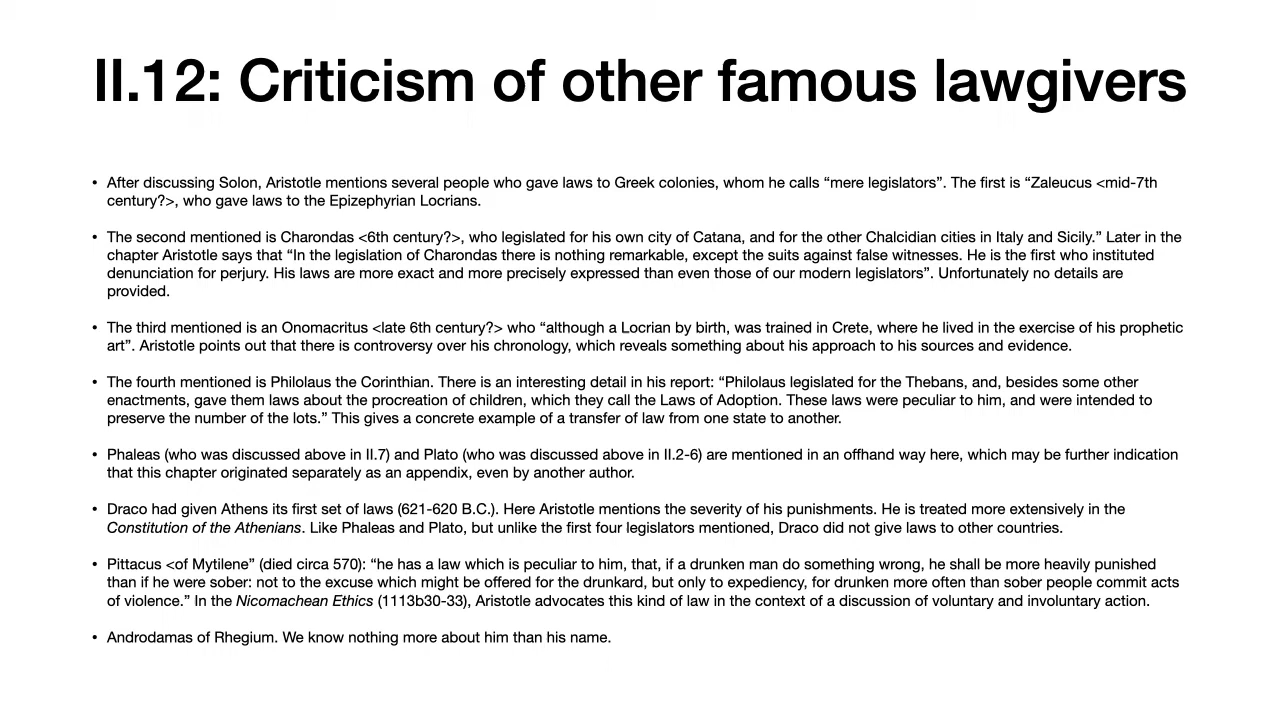 II.12: Criticism of other famous lawgivers
• After discussing Solon, Aristotle mentions several people who gave laws to Greek colonies, whom he calls “mere legislators”. The first is “Zaleucus <mid-7th
century?>, who gave laws to the Epizephyrian Locrians.
• The second mentioned is Charondas <6th century?>, who legislated for his own city of Catana, and for the other Chalcidian cities in Italy and Sicily.” Later in the
chapter Aristotle says that “In the legislation of Charondas there is nothing remarkable, except the suits against false witnesses. He is the first who instituted
denunciation for perjury. His laws are more exact and more precisely expressed than even those of our modern legislators”. Unfortunately no details are
provided.
• The third mentioned is an Onomacritus <late 6th century?> who “although a Locrian by birth, was trained in Crete, where he lived in the exercise of his prophetic
art”. Aristotle points out that there is controversy over his chronology, which reveals something about his approach to his sources and evidence.
• The fourth mentioned is Philolaus the Corinthian. There is an interesting detail in his report: “Philolaus legislated for the Thebans, and, besides some other
enactments, gave them laws about the procreation of children, which they call the Laws of Adoption. These laws were peculiar to him, and were intended to
preserve the number of the lots.” This gives a concrete example of a transfer of law from one state to another.
• Phaleas (who was discussed above in II.7) and Plato (who was discussed above in II.2-6) are mentioned in an offhand way here, which may be further indication
that this chapter originated separately as an appendix, even by another author.
• Draco had given Athens its first set of laws (621-620 B.C.). Here Aristotle mentions the severity of his punishments. He is treated more extensively in the
Constitution of the Athenians. Like Phaleas and Plato, but unlike the first four legislators mentioned, Draco did not give laws to other countries.
• Pittacus <of Mytilene” (died circa 570): “he has a law which is peculiar to him, that, if a drunken man do something wrong, he shall be more heavily punished
than if he were sober: not to the excuse which might be offered for the drunkard, but only to expediency, for drunken more often than sober people commit acts
of violence.” In the Nicomachean Ethics (1113b30-33), Aristotle advocates this kind of law in the context of a discussion of voluntary and involuntary action.
• Androdamas of Rhegium. We know nothing more about him than his name.